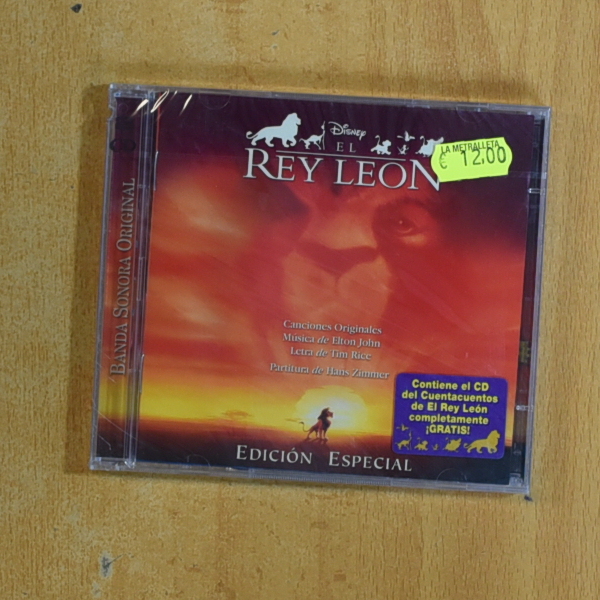 Disney
EL
REY LEON
LA METRALLETA
€ 12,00
BANDA SONORA ORIGINAL
Canciones Originales
Música de Elton John
Letra de Tim Rice
Partitura de Hans Zimmer
Contiene el CD
del Cuentacuentos
de El Rey León
completamente
¡GRATIS!
EDICIÓN ESPECIAL